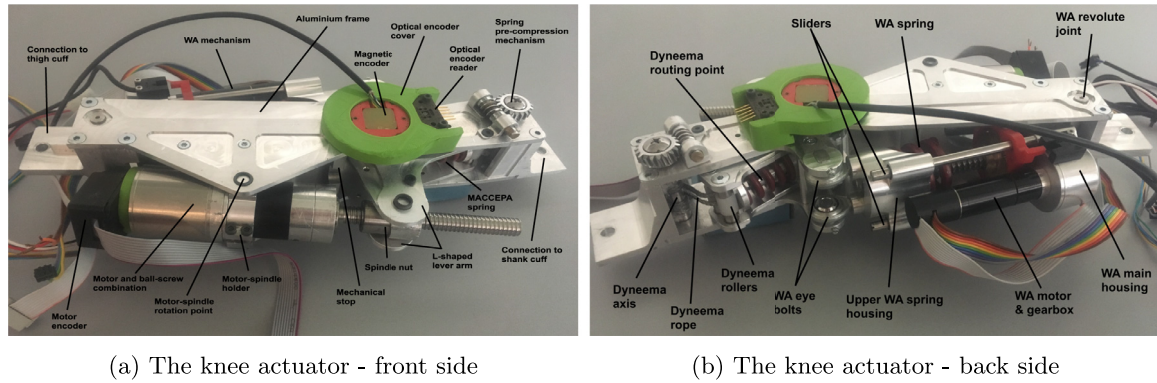 Connection to
thigh cuff
WA mechanism
Aluminium frame
Magnetic
encoder
Optical encoder
cover
Optical
encoder
reader
Spring
pre-compression
mechanism
MACCEPA
spring
Connection to
shank cuff
L-shaped
lever arm
Spindle nut
Mechanical
stop
Motor-spindle
holder
Motor-spindle
rotation point
Motor and ball-screw
combination
Motor
encoder
(a) The knee actuator - front side
Dyneema
routing point
Sliders
WA spring
WA revolute
joint
Dyneema
axis
Dyneema
rope
Dyneema
rollers
WA eye
bolts
Upper WA spring
housing
WA motor
& gearbox
WA main
housing
(b) The knee actuator - back side